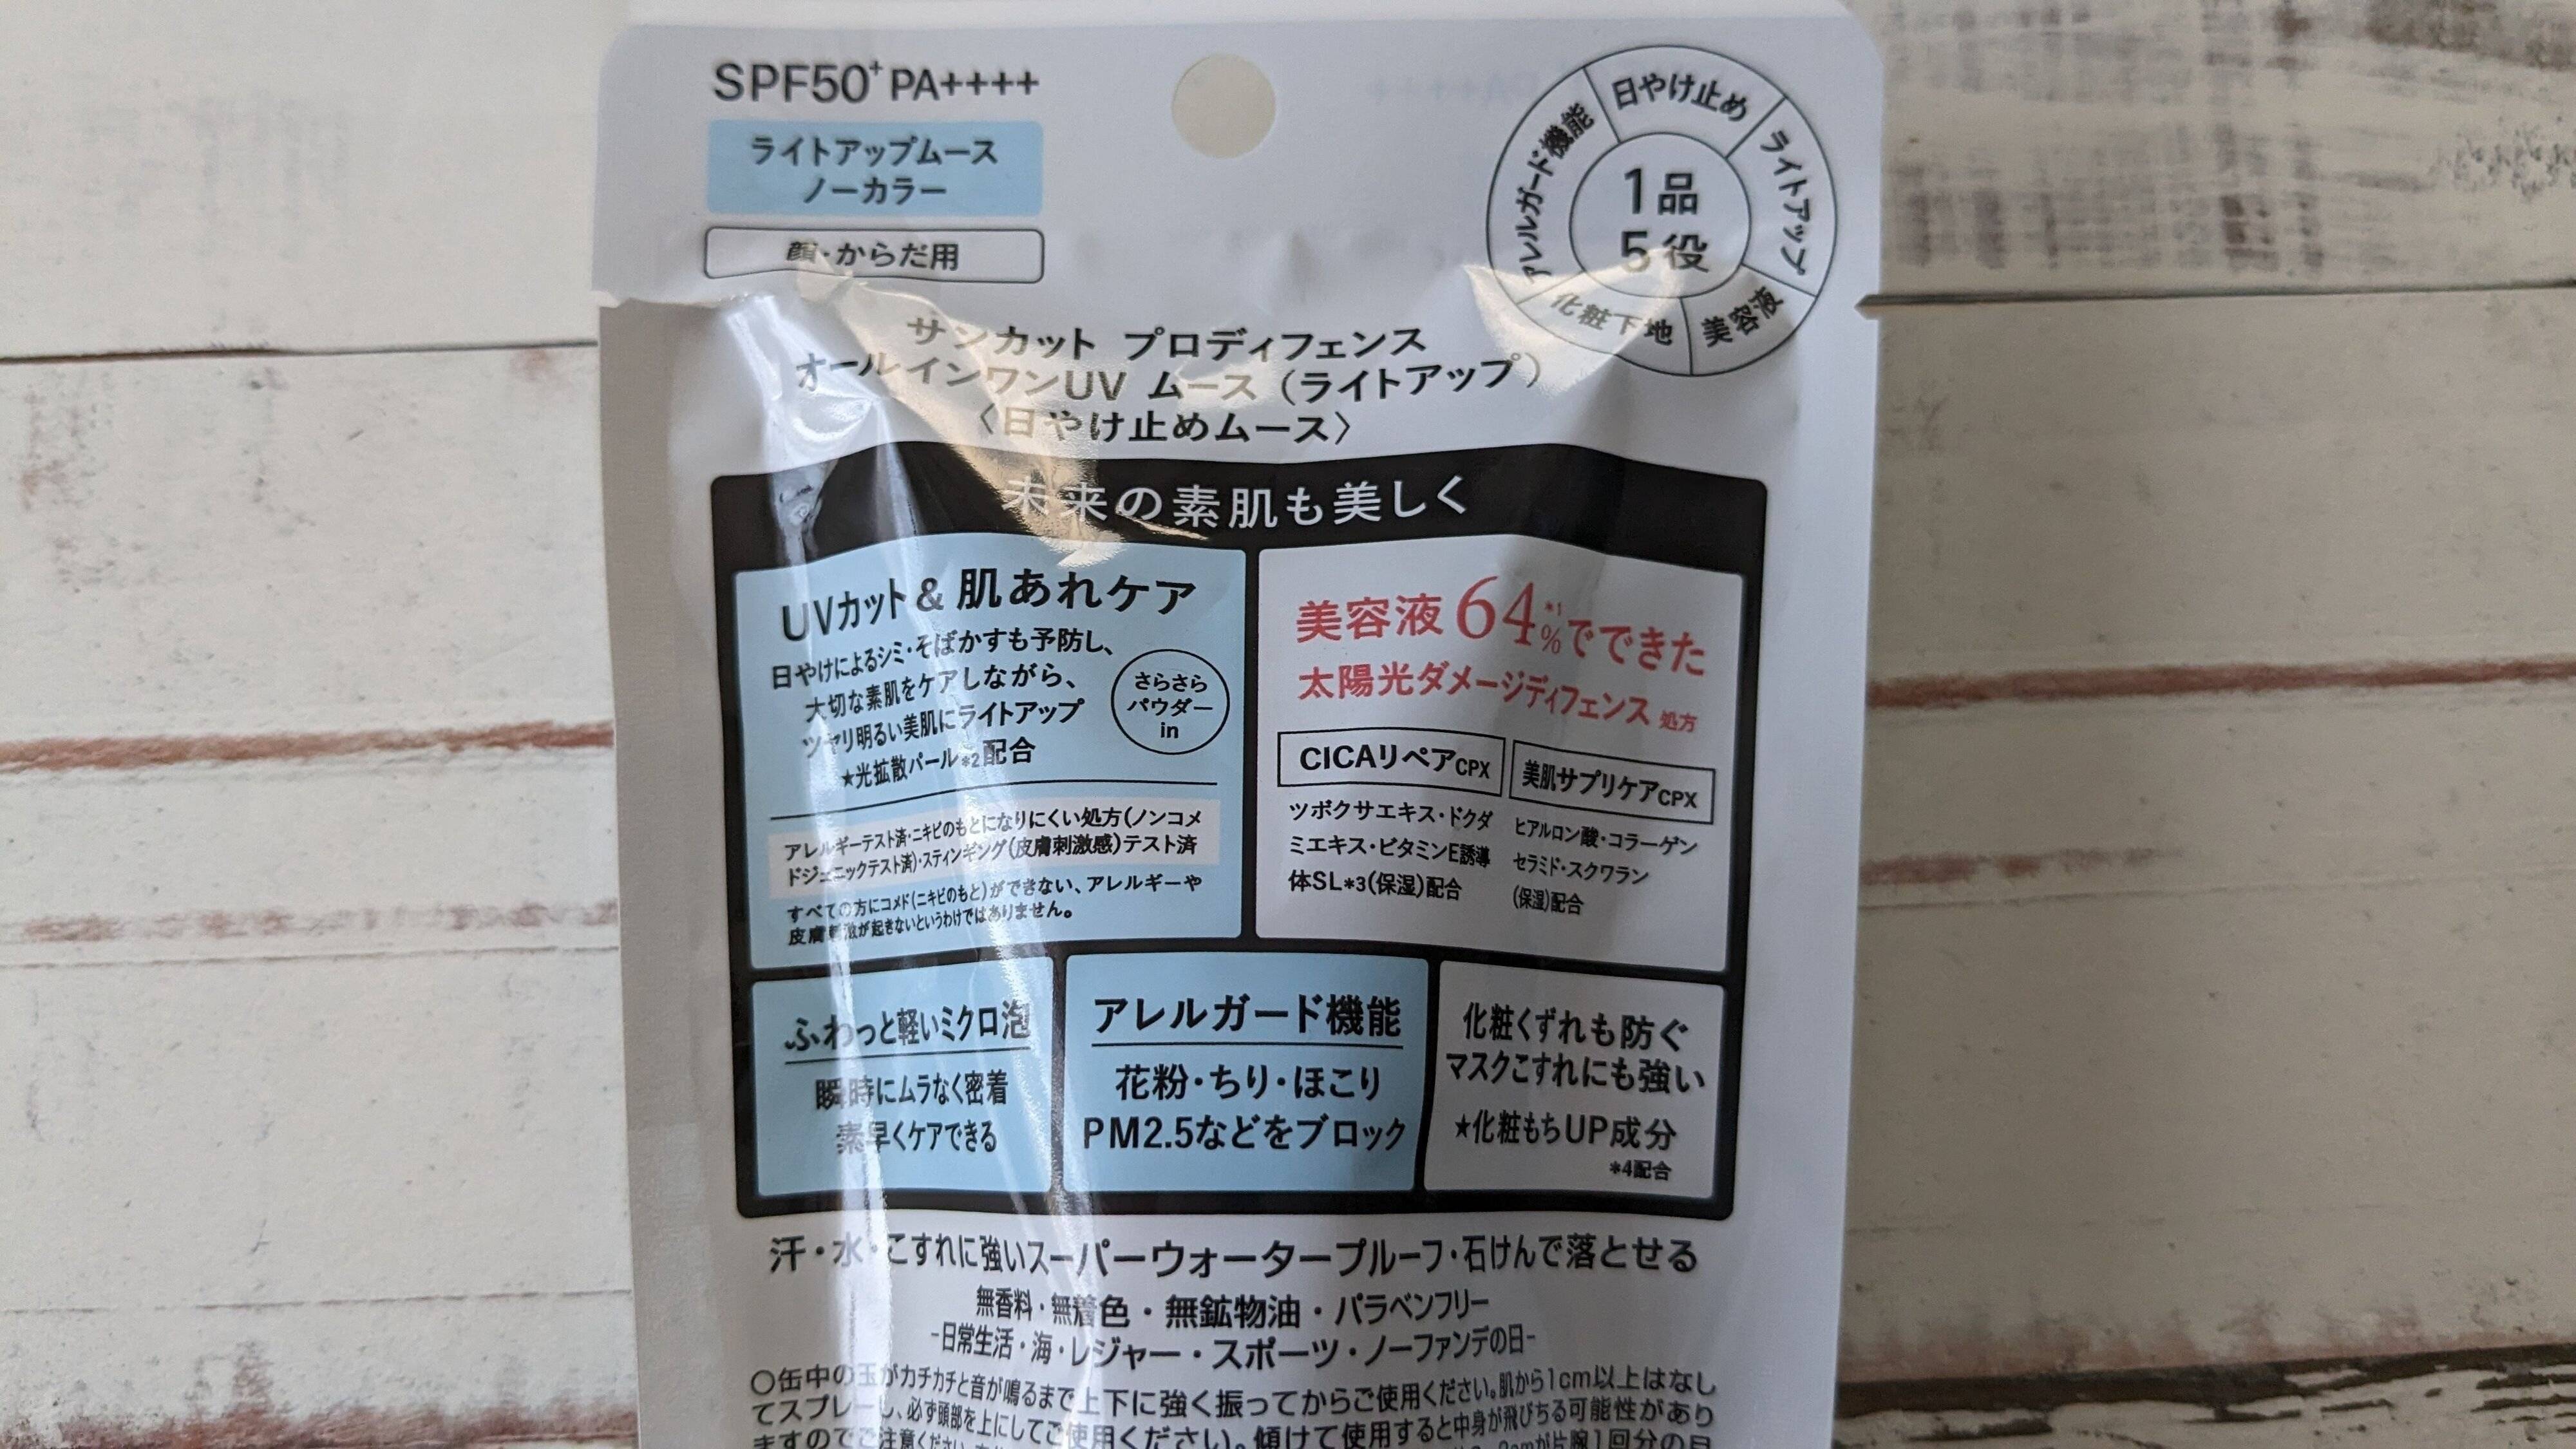 SPF50+ PA++++
ライトアップムース
ノーカラー
顔・からだ用
日やけ止め
ライトアップ
美容液
化粧下地
アレルガード機能
1品
5役
サンカット プロディフェンス
オールインワンUV ムース（ライトアップ）
〈日やけ止めムース〉
未来の素肌も美しく
UVカット&肌あれケア
日やけによるシミ・そばかすも予防し、
大切な素肌をケアしながら、
ツヤリ明るい美肌にライトアップ
★光拡散パール*2配合
さらさら
パウダー
in
アレルギーテスト済・ニキビのもとになりにくい処方(ノンコメ
ドジェニックテスト済)・スティンギング(皮膚刺激感)テスト済
すべての方にコメド(ニキビのもと)ができない、アレルギーや
皮膚刺激が起きないというわけではありません。
美容液64%*1でできた
太陽光ダメージディフェンス 処方
CICAリペアCPX
ツボクサエキス・ドクダ
ミエキス・ビタミンE誘導
体SL*3(保湿)配合
美肌サプリケアCPX
ヒアルロン酸・コラーゲン
セラミド・スクワラン
(保湿)配合
ふわっと軽いミクロ泡
瞬時にムラなく密着
素早くケアできる
アレルガード機能
花粉・ちり・ほこり
PM2.5などをブロック
化粧くずれも防ぐ
マスクこすれにも強い
★化粧もちUP成分
*4配合
汗・水・こすれに強いスーパーウォータープルーフ・石けんで落とせる
無香料・無着色・無鉱物油・パラベンフリー
-日常生活・海・レジャー・スポーツ・ノーファンデの日-
○缶中の玉がカチカチと音が鳴るまで上下に強く振ってからご使用ください。肌から1cm以上はなし
てスプレーし、必ず頭部を上にしてご使用ください。傾けて使用すると中身が飛びちる可能性があり
ますのでご注意ください。